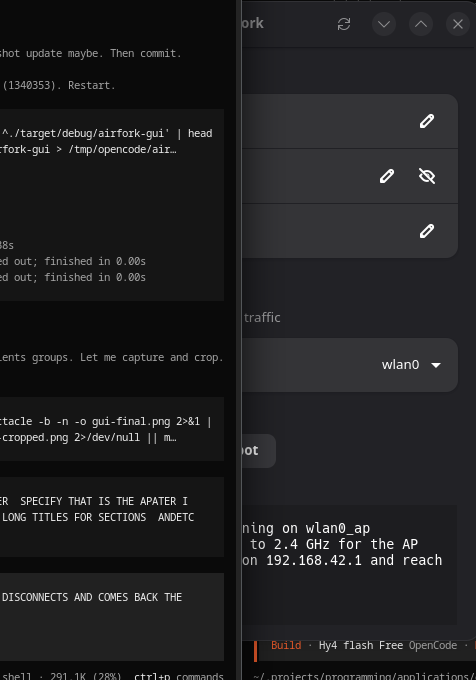 shot update maybe. Then commit.
(1340353). Restart.
^./target/debug/airfork-gui' | head
rfork-gui > /tmp/opencode/air…
38s
ed out; finished in 0.00s
ed out; finished in 0.00s
ients groups. Let me capture and crop.
ctacle -b -n -o gui-final.png 2>&1 |
-cropped.png 2>/dev/null || m…
ER  SPECIFY THAT IS THE APATER I
LONG TITLES FOR SECTIONS  ANDETC
DISCONNECTS AND COMES BACK THE
shell · 291.1K (28%)  ctrl+p commands
ork
traffic
wlan0
pot
ning on wlan0_ap
to 2.4 GHz for the AP
on 192.168.42.1 and reach
Build · Hy4 flash Free OpenCode ·
~/.projects/programming/applications/